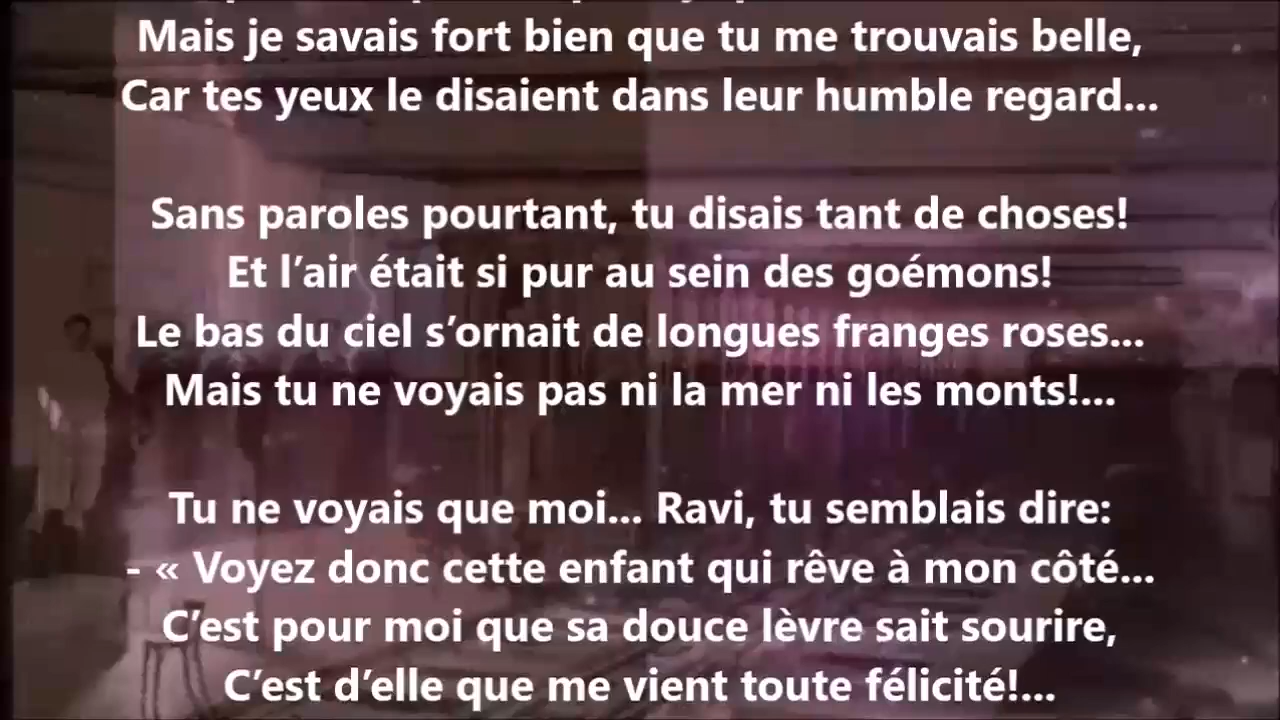 Mais je savais fort bien que tu me trouvais belle,
Car tes yeux le disaient dans leur humble regard...
Sans paroles pourtant, tu disais tant de choses!
Et l’air était si pur au sein des goémons!
Le bas du ciel s’ornait de longues franges roses...
Mais tu ne voyais pas ni la mer ni les monts!...
Tu ne voyais que moi... Ravi, tu semblais dire:
- « Voyez donc cette enfant qui rêve à mon côté...
C’est pour moi que sa douce lèvre sait sourire,
C’est d’elle que me vient toute félicité!...